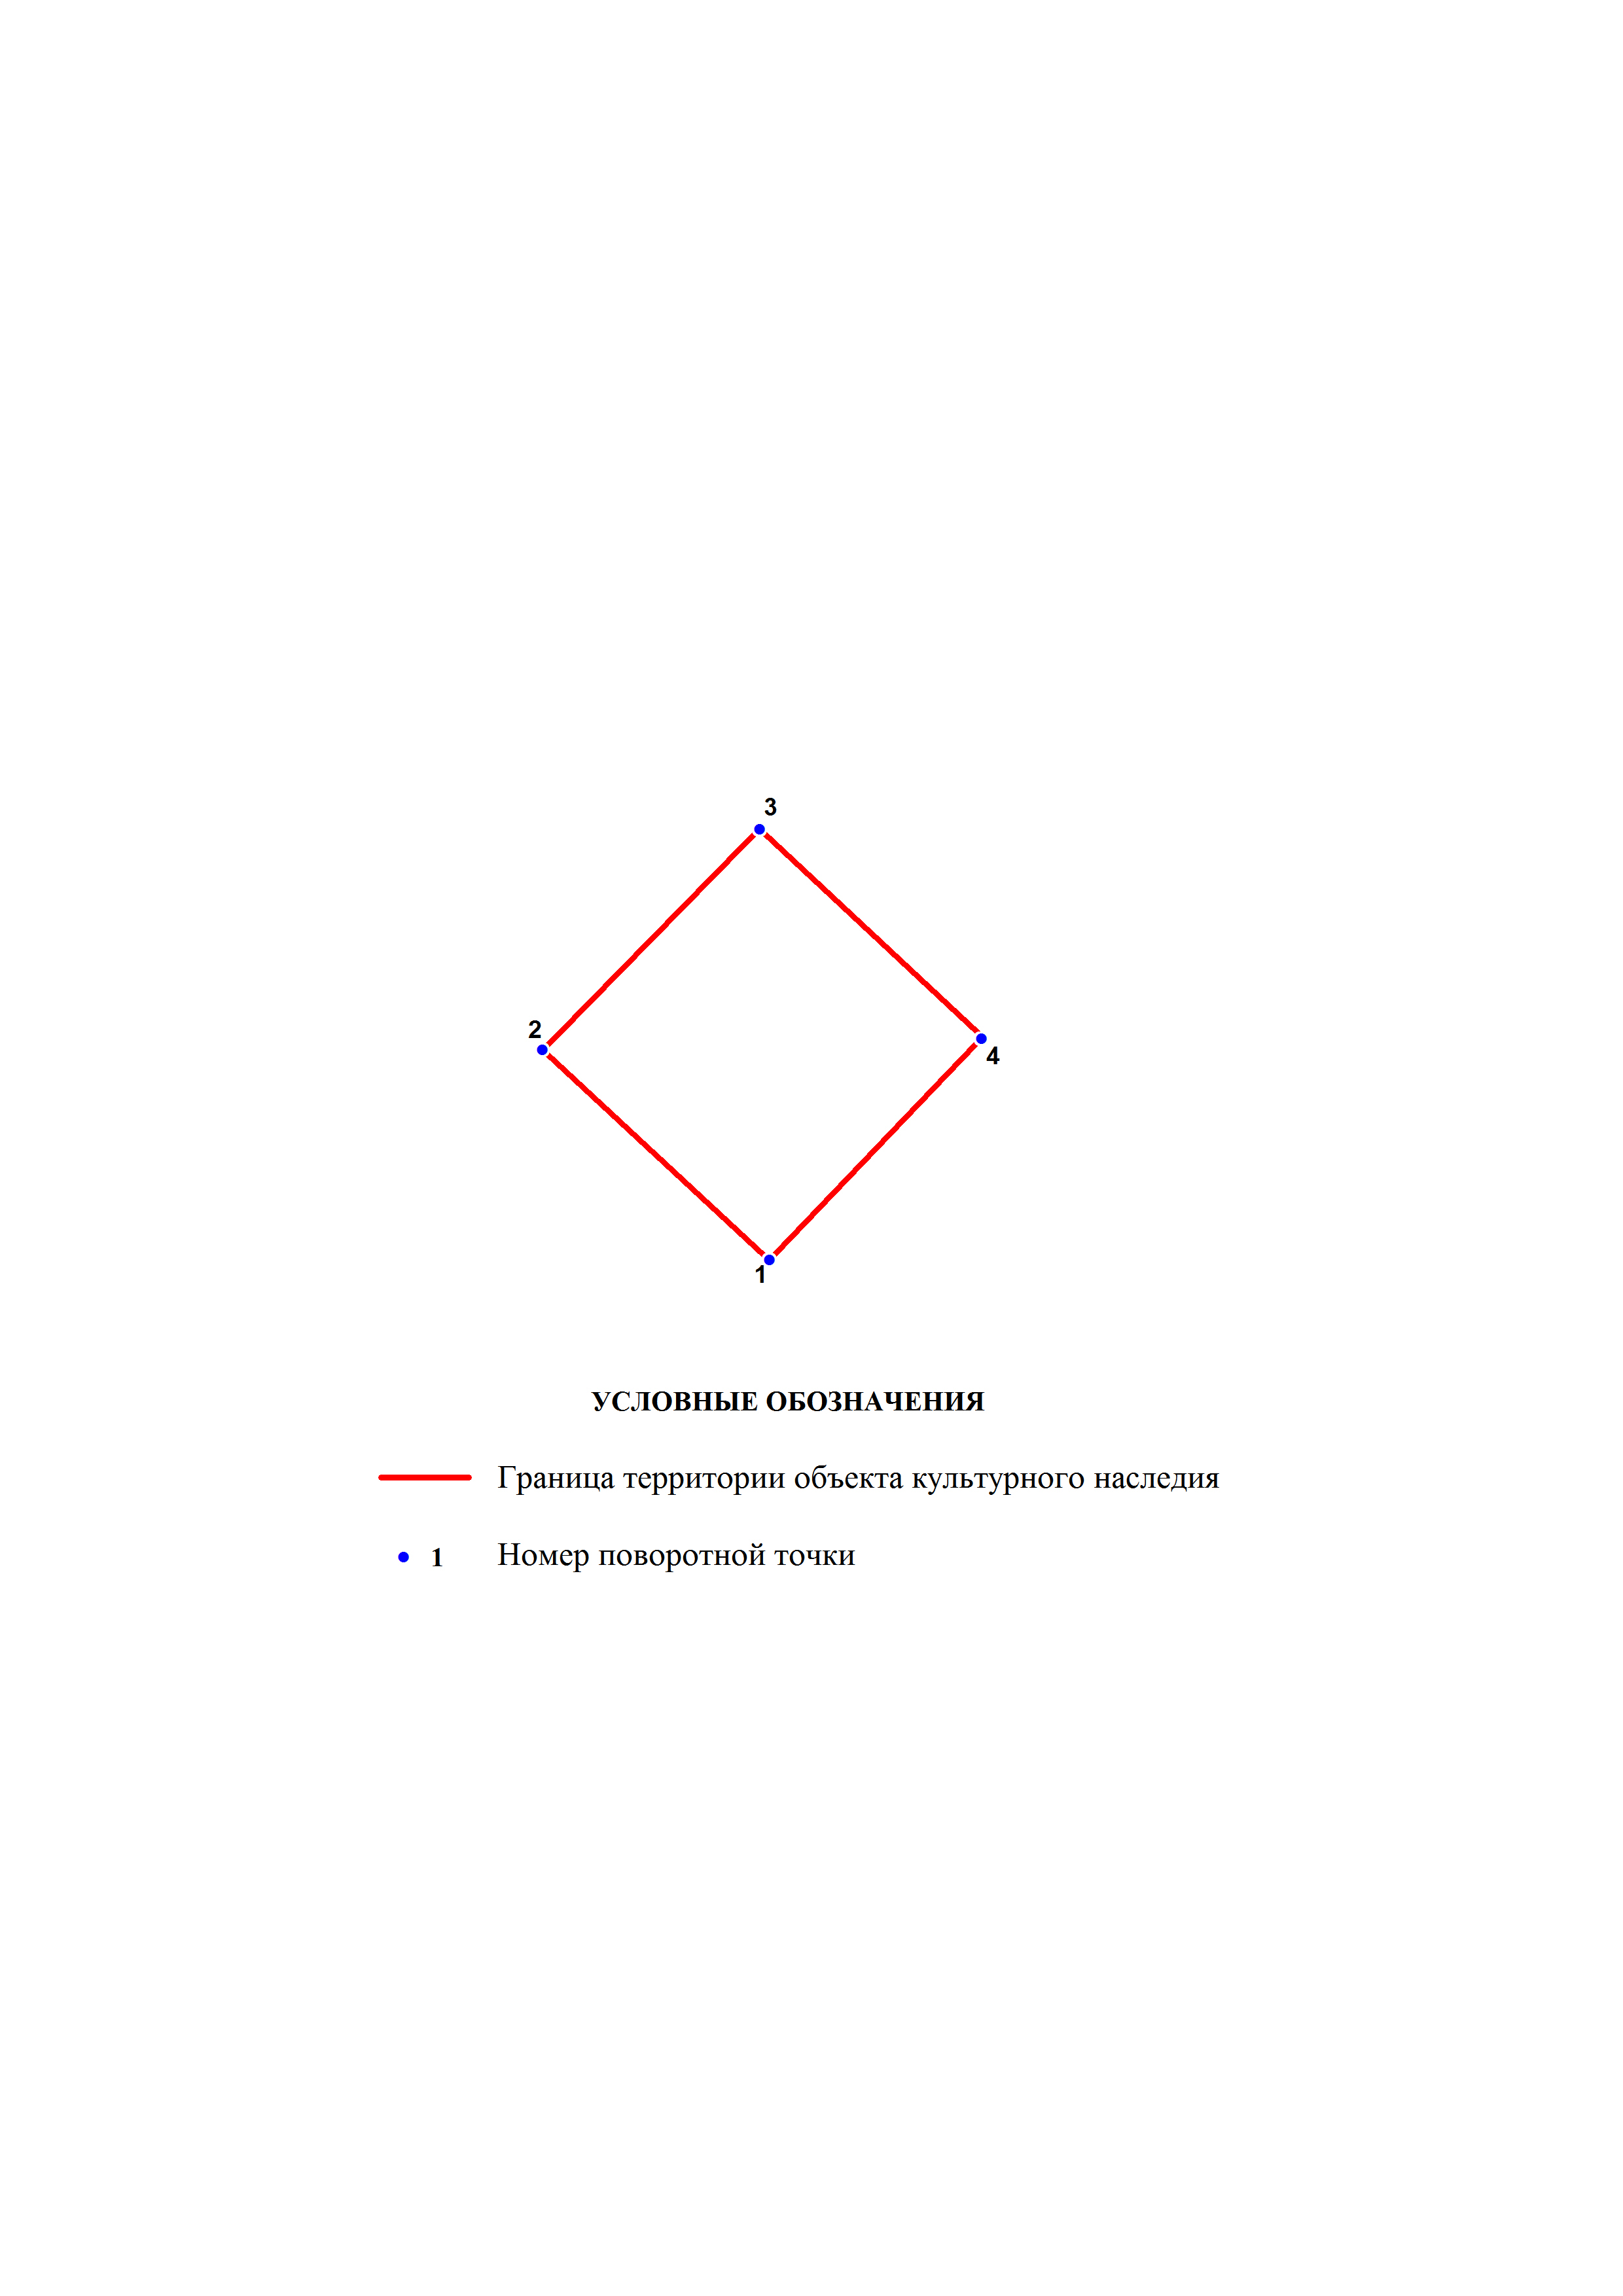 3
2
4
1
УСЛОВНЫЕ ОБОЗНАЧЕНИЯ
Граница территории объекта культурного наследия
1 Номер поворотной точки